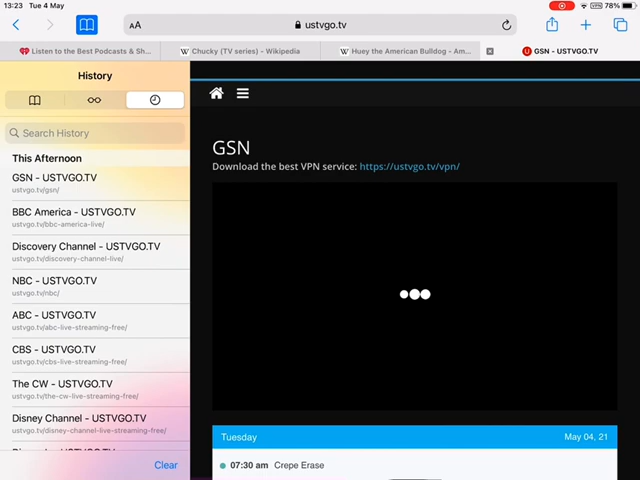 13:23 Tue 4 May
VPN 78%
AA
ustvgo.tv
Listen to the Best Podcasts & Sh...
Chucky (TV series) - Wikipedia
Huey the American Bulldog - Am...
GSN - USTVGO.TV
History
Search History
This Afternoon
GSN - USTVGO.TV
ustvgo.tv/gsn/
BBC America - USTVGO.TV
ustvgo.tv/bbc-america-live/
Discovery Channel - USTVGO.TV
ustvgo.tv/discovery-channel-live/
NBC - USTVGO.TV
ustvgo.tv/nbc/
ABC - USTVGO.TV
ustvgo.tv/abc-live-streaming-free/
CBS - USTVGO.TV
ustvgo.tv/cbs-live-streaming-free/
The CW - USTVGO.TV
ustvgo.tv/the-cw-live-streaming-free/
Disney Channel - USTVGO.TV
ustvgo.tv/disney-channel-live-streaming-free/
Clear
GSN
Download the best VPN service: https://ustvgo.tv/vpn/
Tuesday May 04, 21
07:30 am Crepe Erase